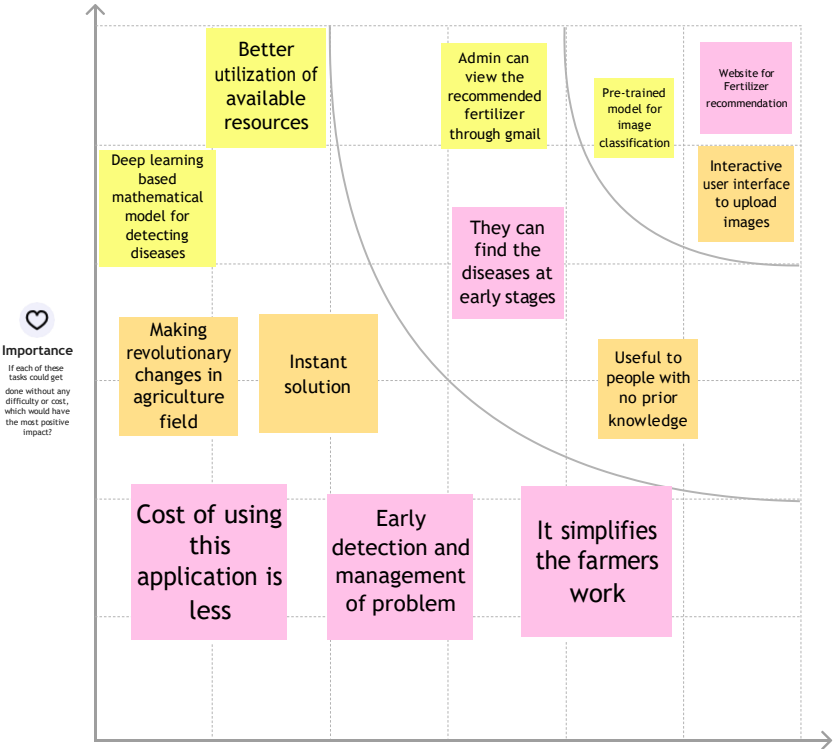 Better
utilization of
available
resources
Admin can
view the
recommended
fertilizer
through gmail
Pre-trained
model for
image
classification
Website for
Fertilizer
recommendation
Deep learning
based
mathematical
model for
detecting
diseases
Interactive
user interface
to upload
images
They can
find the
diseases at
early stages
Importance
If each of these
tasks could get
done without any
difficulty or cost,
which would have
the most positive
impact?
Making
revolutionary
changes in
agriculture
field
Instant
solution
Useful to
people with
no prior
knowledge
Cost of using
this
application is
less
Early
detection and
management
of problem
It simplifies
the farmers
work